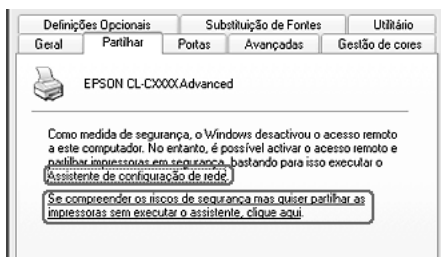 Definições Opcionais Substituição de Fontes Utilitário
Geral Partilhar Portas Avançadas Gestão de cores
EPSON CL-CXXXX Advanced
Como medida de segurança, o Windows desactivou o acesso remoto
a este computador. No entanto, é possível activar o acesso remoto e
partilhar impressoras em segurança, bastando para isso executar o
Assistente de configuração de rede.
Se compreender os riscos de segurança mas quiser partilhar as
impressoras sem executar o assistente, clique aqui.